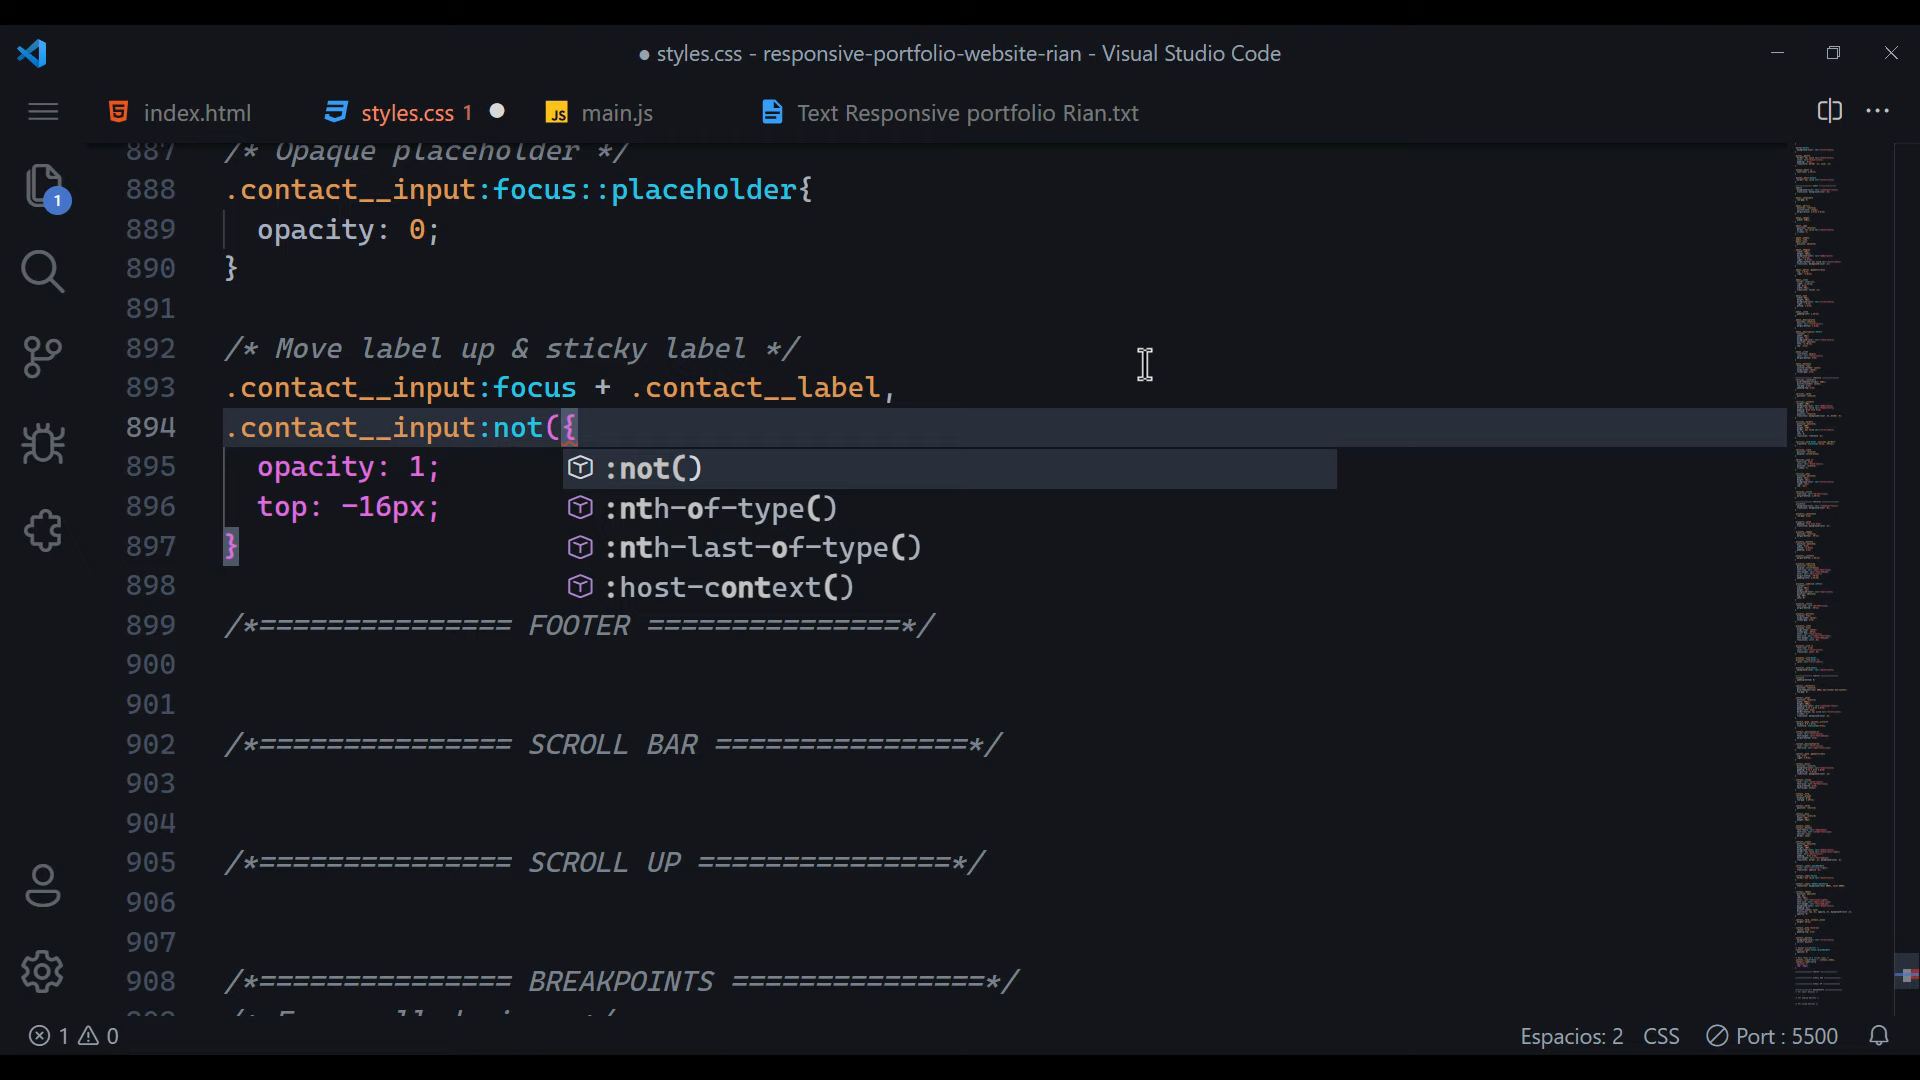 ● styles.css - responsive-portfolio-website-rian - Visual Studio Code
index.html
styles.css 1
JS main.js
Text Responsive portfolio Rian.txt
1
887 /* Opaque placeholder */
888 .contact__input:focus::placeholder{
889 opacity: 0;
890 }
891
892 /* Move label up & sticky label */
893 .contact__input:focus + .contact__label,
894 .contact__input:not({
895 opacity: 1;
896 top: -16px;
897 }
:not()
:nth-of-type()
:nth-last-of-type()
:host-context()
898
899 /*=============== FOOTER ===============*/
900
901
902 /*=============== SCROLL BAR ===============*/
903
904
905 /*=============== SCROLL UP ===============*/
906
907
908 /*=============== BREAKPOINTS ===============*/
1 0
Espacios: 2 CSS Port : 5500